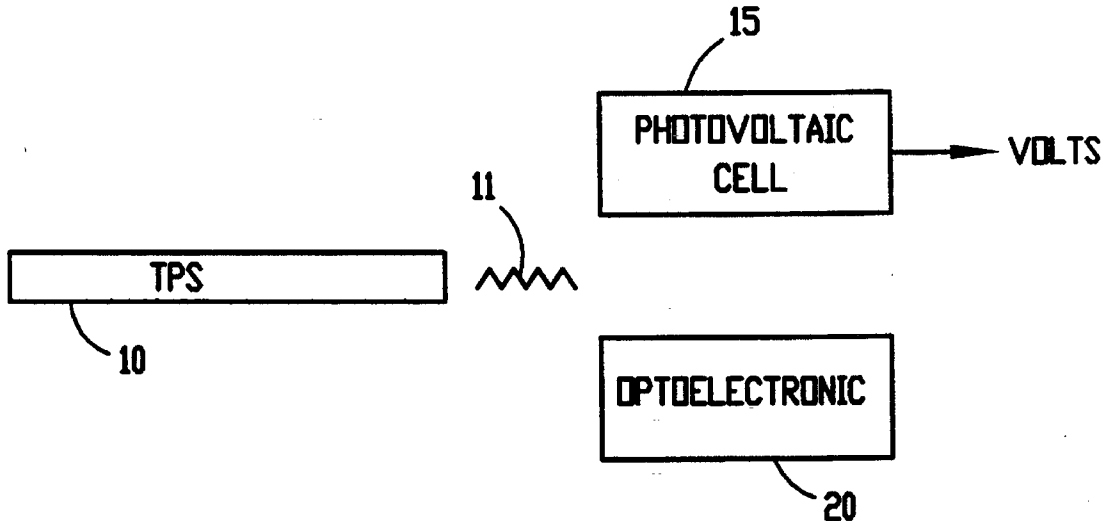 15
PHOTOVOLTAIC
CELL
VOLTS
11
TPS
10
OPTOELECTRONIC
20